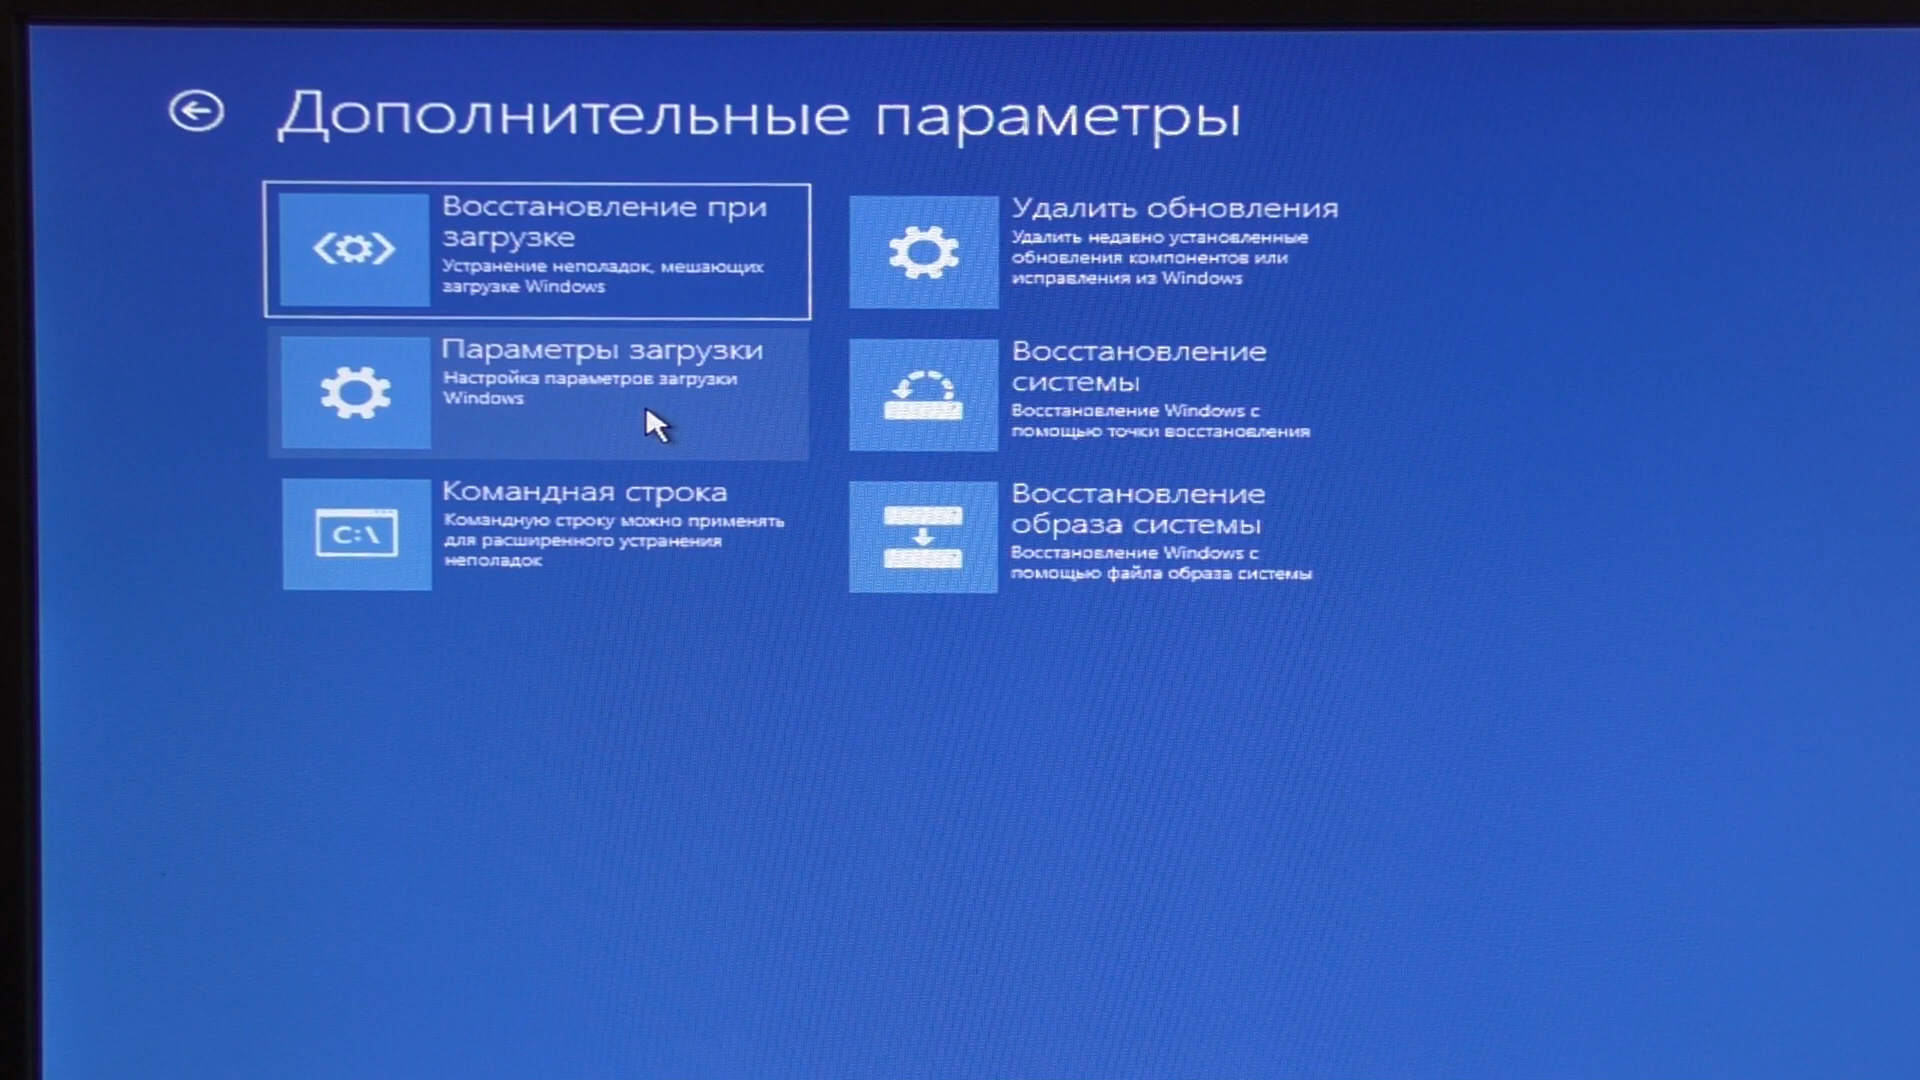 Дополнительные параметры
Восстановление при
загрузке
Устранение неполадок, мешающих
загрузке Windows
Параметры загрузки
Настройка параметров загрузки
Windows
C:\
Командная строка
Командную строку можно применять
для расширенного устранения
неполадок
Удалить обновления
Удалить недавно установленные
обновления компонентов или
исправления из Windows
Восстановление
системы
Восстановление Windows с
помощью точки восстановления
Восстановление
образа системы
Восстановление Windows с
помощью файла образа системы